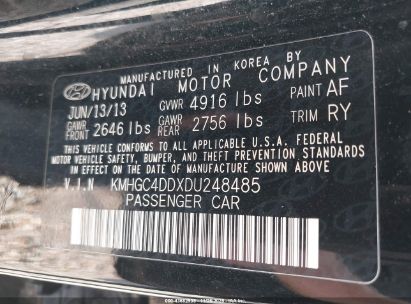 MANUFACTURED IN KOREA BY
HYUNDAI MOTOR COMPANY
JUN/13/13 GVWR 4916 lbs PAINT AF
GAWR FRONT 2646 lbs GAWR REAR 2756 lbs TRIM RY
THIS VEHICLE CONFORMS TO ALL APPLICABLE U.S.A. FEDERAL
MOTOR VEHICLE SAFETY, BUMPER, AND THEFT PREVENTION STANDARDS
IN EFFECT ON THE DATE OF MANUFACTURE SHOWN ABOVE.
V.I.N KMHGC4DDXDU248485
PASSENGER CAR